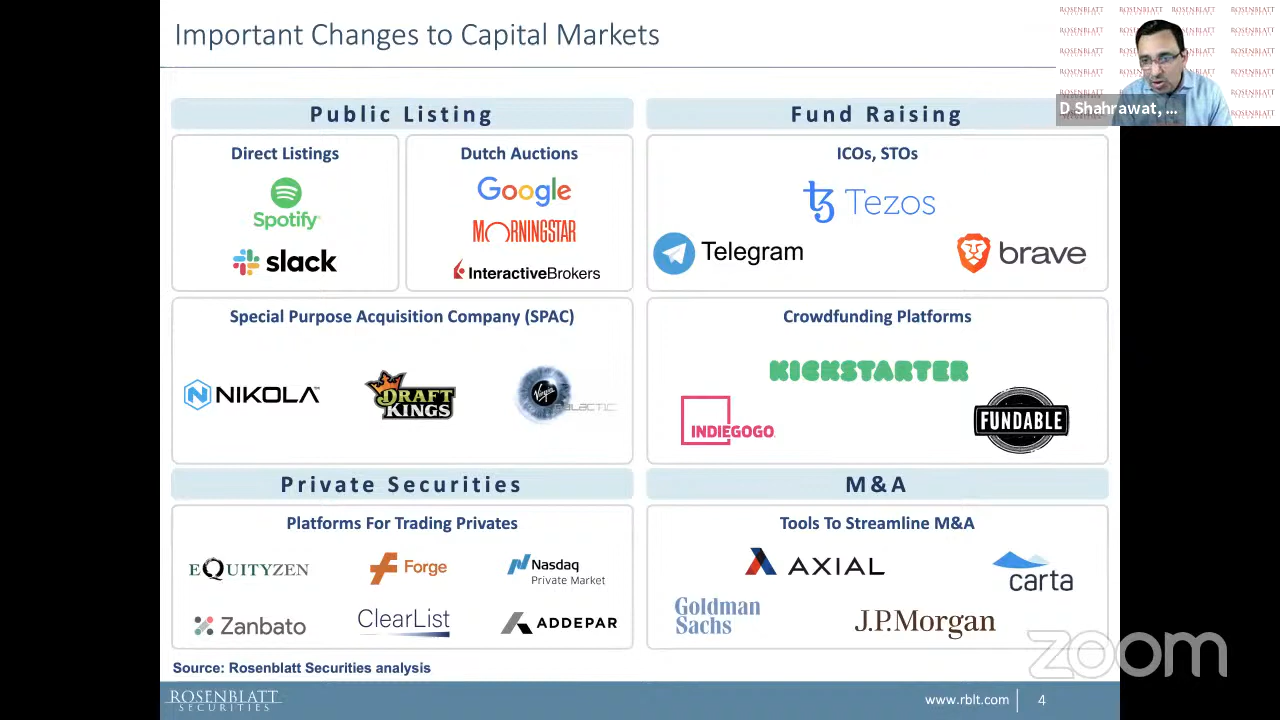 Important Changes to Capital Markets
D Shahrawat, ...
Public Listing
Direct Listings
Spotify
slack
Dutch Auctions
Google
MORNINGSTAR
InteractiveBrokers
Special Purpose Acquisition Company (SPAC)
NIKOLA™
DRAFT
KINGS
Virgin
GALACTIC
Fund Raising
ICOs, STOs
Tezos
Telegram
brave
Crowdfunding Platforms
KICKSTARTER
INDIEGOGO
FUNDABLE
Private Securities
Platforms For Trading Privates
EQUITYZEN
Forge
Nasdaq
Private Market
Zanbato
ClearList
ADDEPAR
M&A
Tools To Streamline M&A
AXIAL
carta
Goldman
Sachs
J.P.Morgan
zoom
Source: Rosenblatt Securities analysis
ROSENBLATT
SECURITIES
www.rblt.com
4